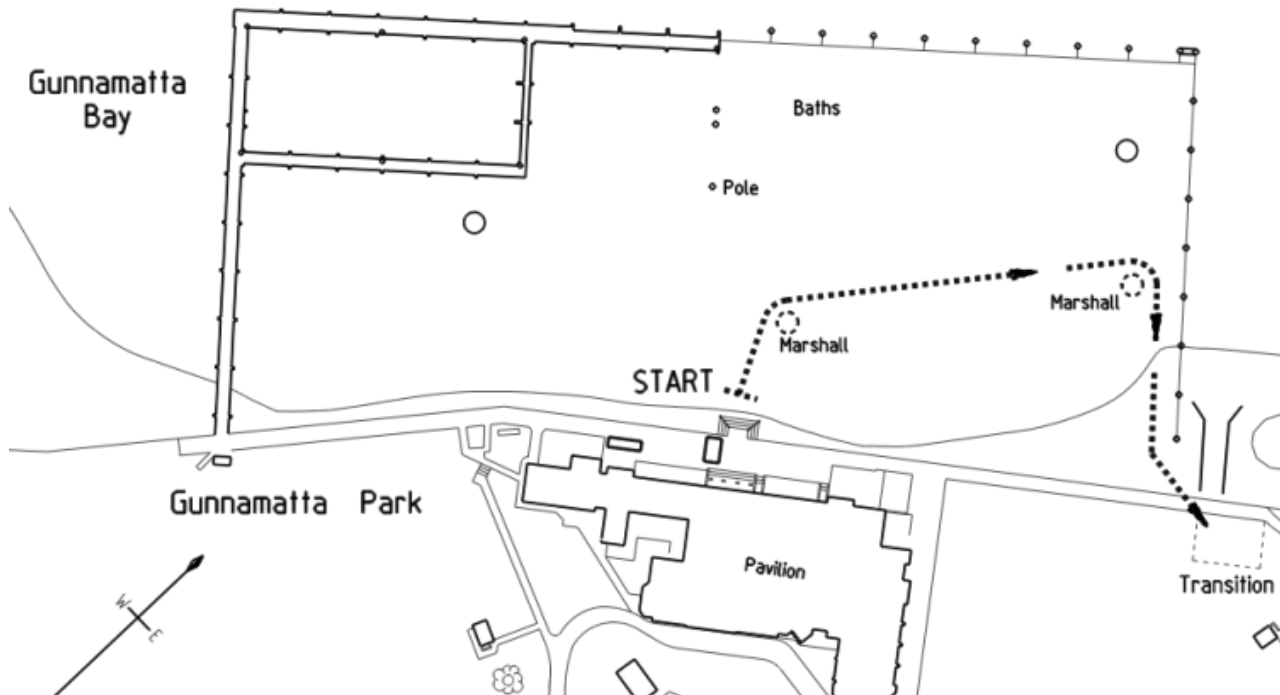 Gunnamatta
Bay
Baths
Pole
Marshall
Marshall
START
Gunnamatta Park
Pavilion
Transition
W
E